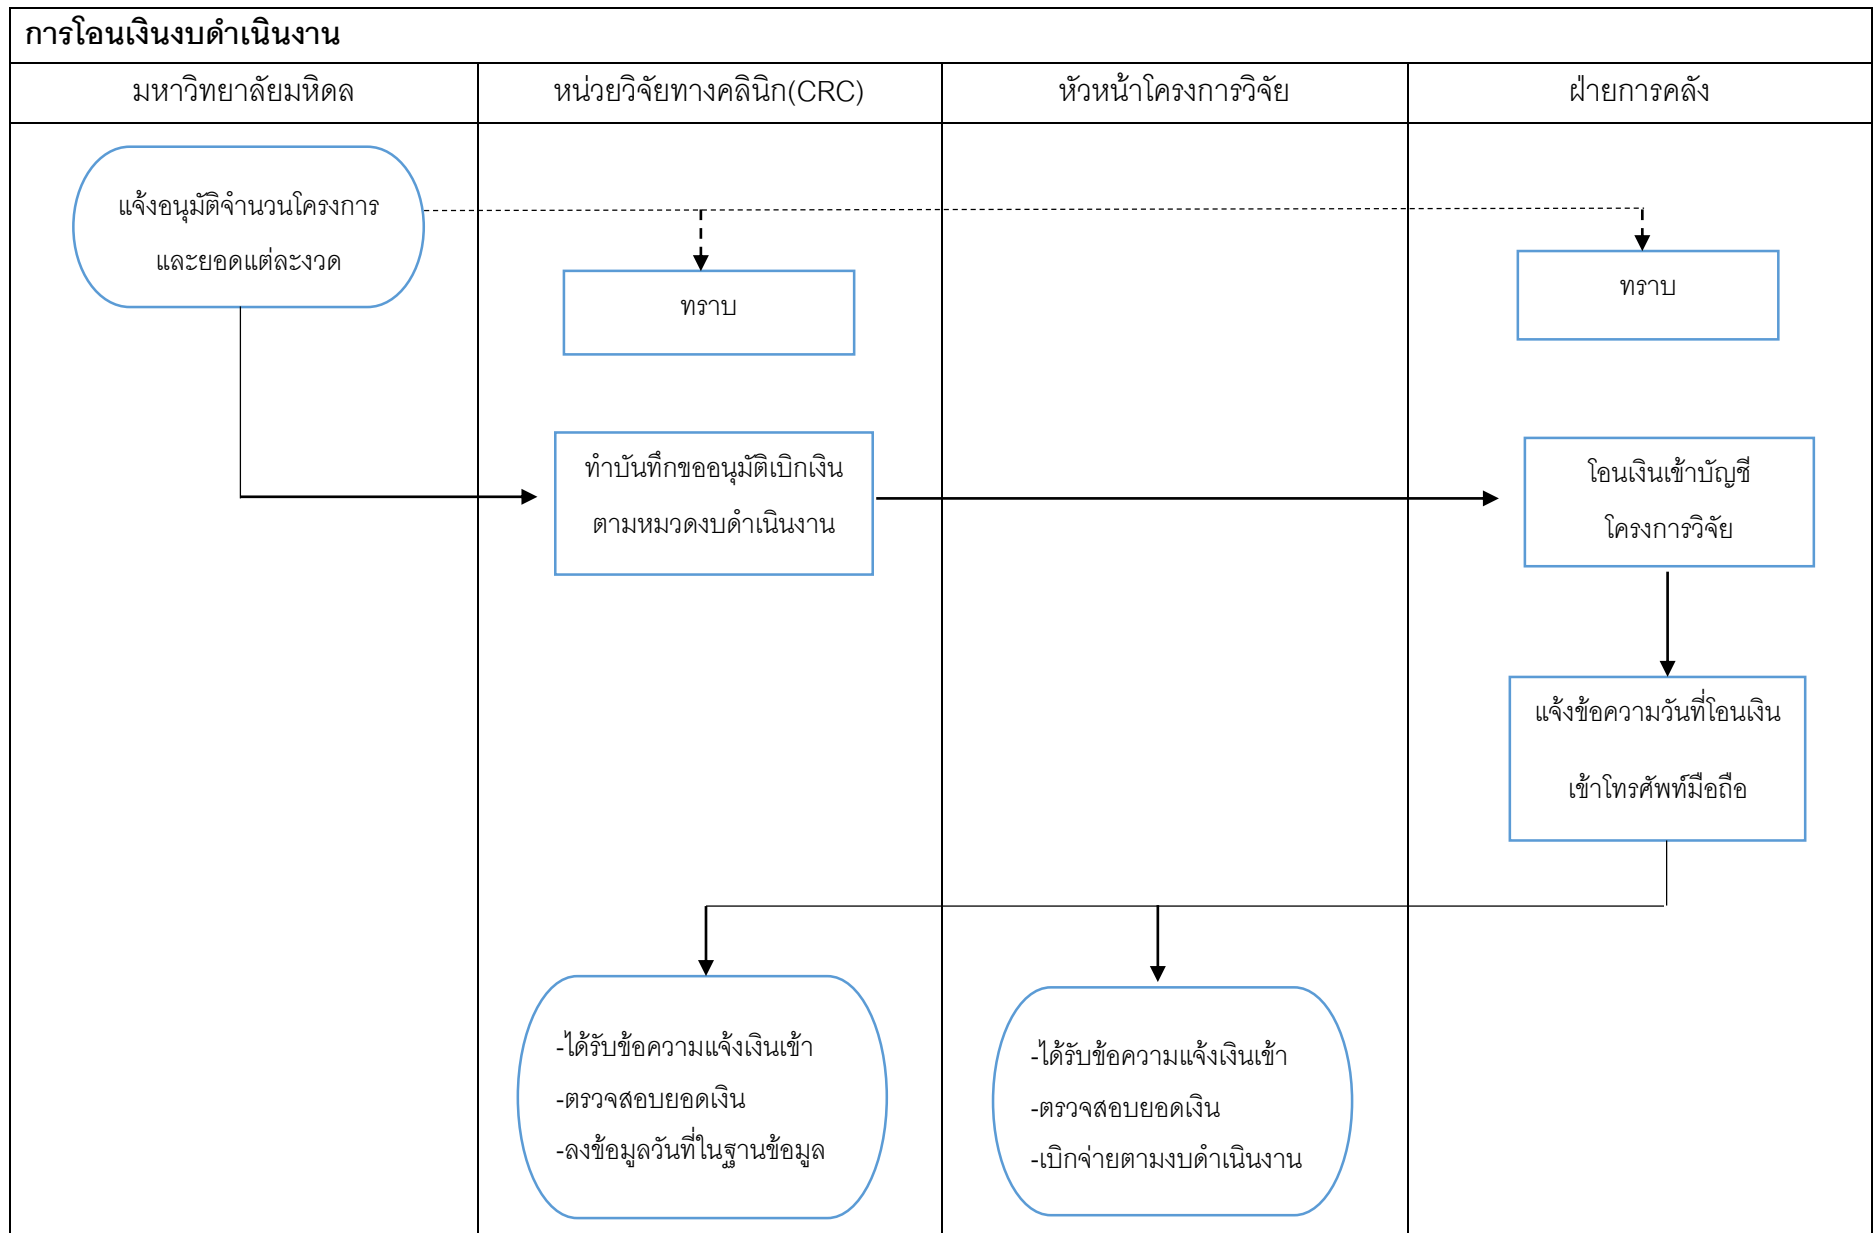 การโอนเงินงบดำเนินงาน
มหาวิทยาลัยมหิดล
หน่วยวิจัยทางคลินิก(CRC)
หัวหน้าโครงการวิจัย
ฝ่ายการคลัง
แจ้งอนุมัติจำนวนโครงการ
และยอดแต่ละงวด
ทราบ
ทราบ
ทำบันทึกขออนุมัติเบิกเงิน
ตามหมวดงบดำเนินงาน
โอนเงินเข้าบัญชี
โครงการวิจัย
แจ้งข้อความวันที่โอนเงิน
เข้าโทรศัพท์มือถือ
-ได้รับข้อความแจ้งเงินเข้า
-ตรวจสอบยอดเงิน
-ลงข้อมูลวันที่ในฐานข้อมูล
-ได้รับข้อความแจ้งเงินเข้า
-ตรวจสอบยอดเงิน
-เบิกจ่ายตามงบดำเนินงาน